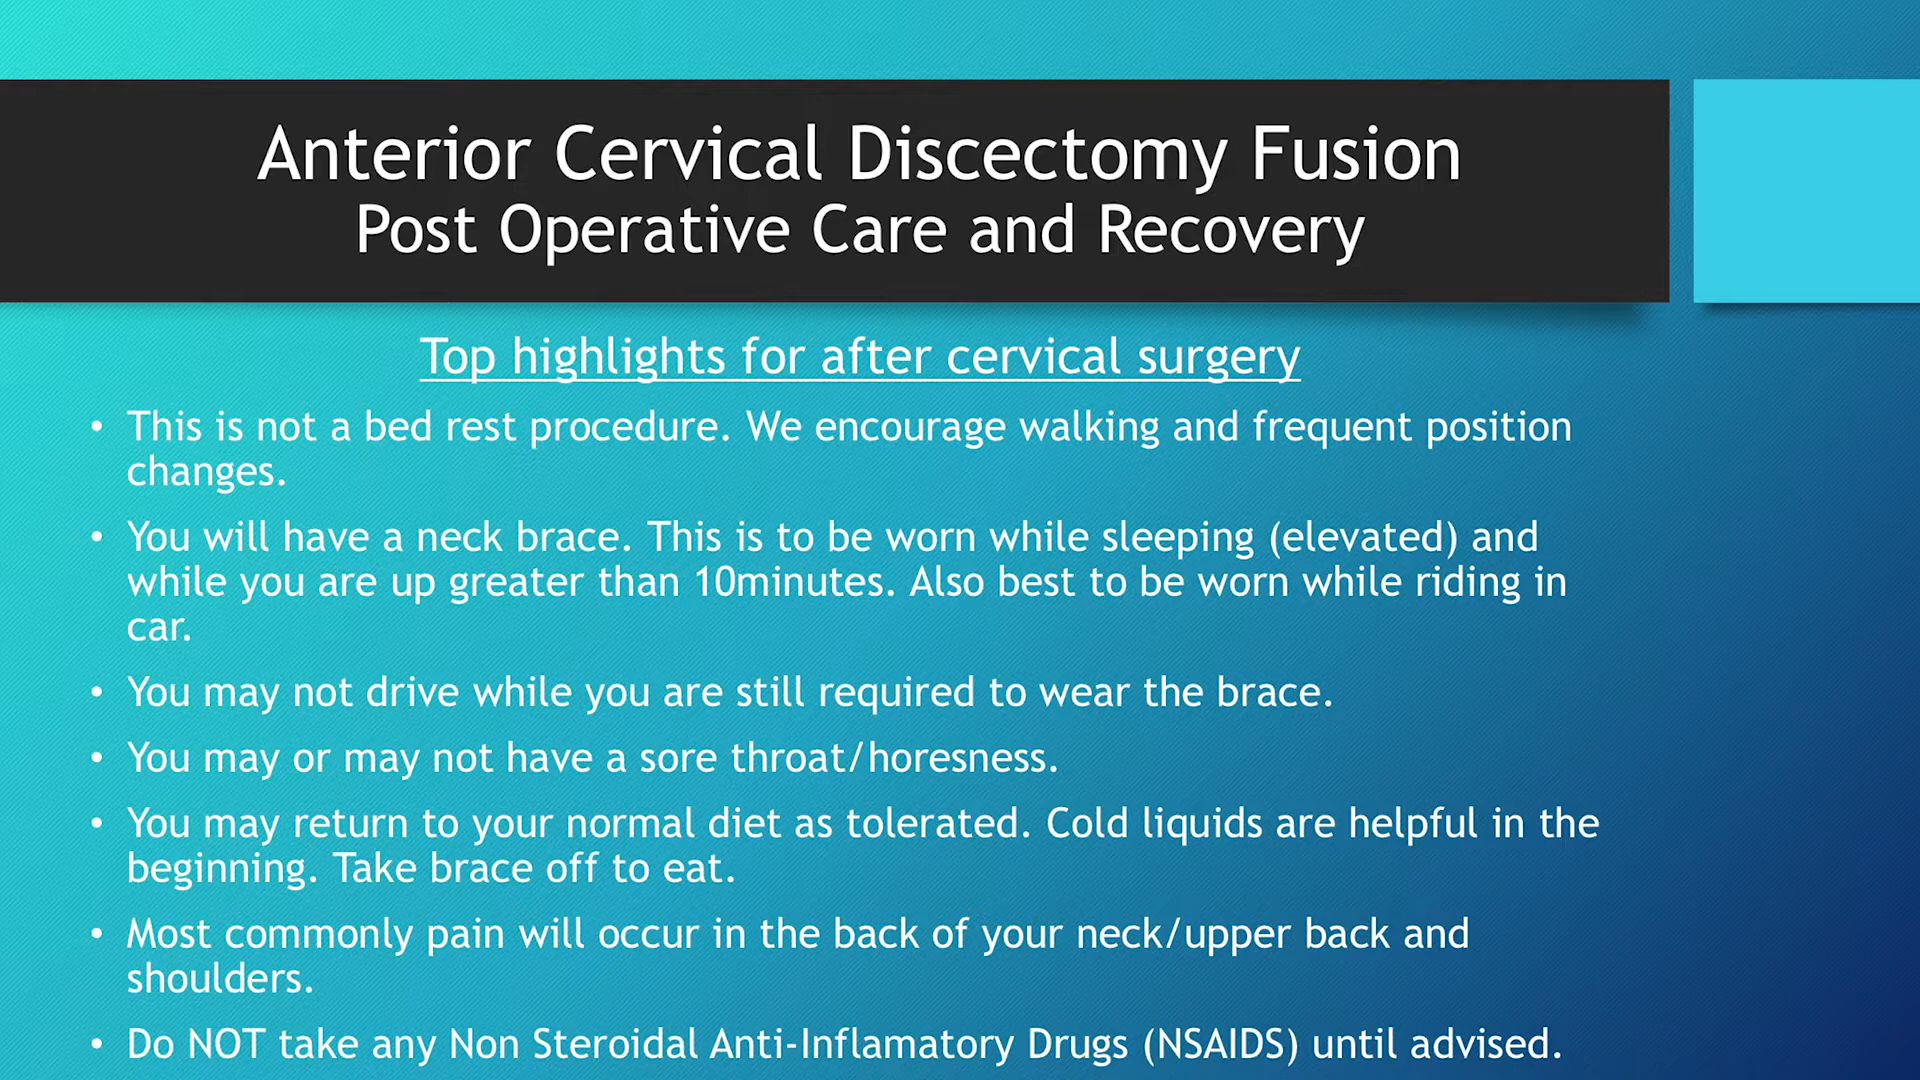 Anterior Cervical Discectomy Fusion
Post Operative Care and Recovery
Top highlights for after cervical surgery
• This is not a bed rest procedure. We encourage walking and frequent position
changes.
• You will have a neck brace. This is to be worn while sleeping (elevated) and
while you are up greater than 10minutes. Also best to be worn while riding in
car.
• You may not drive while you are still required to wear the brace.
• You may or may not have a sore throat/horesness.
• You may return to your normal diet as tolerated. Cold liquids are helpful in the
beginning. Take brace off to eat.
• Most commonly pain will occur in the back of your neck/upper back and
shoulders.
• Do NOT take any Non Steroidal Anti-Inflamatory Drugs (NSAIDS) until advised.